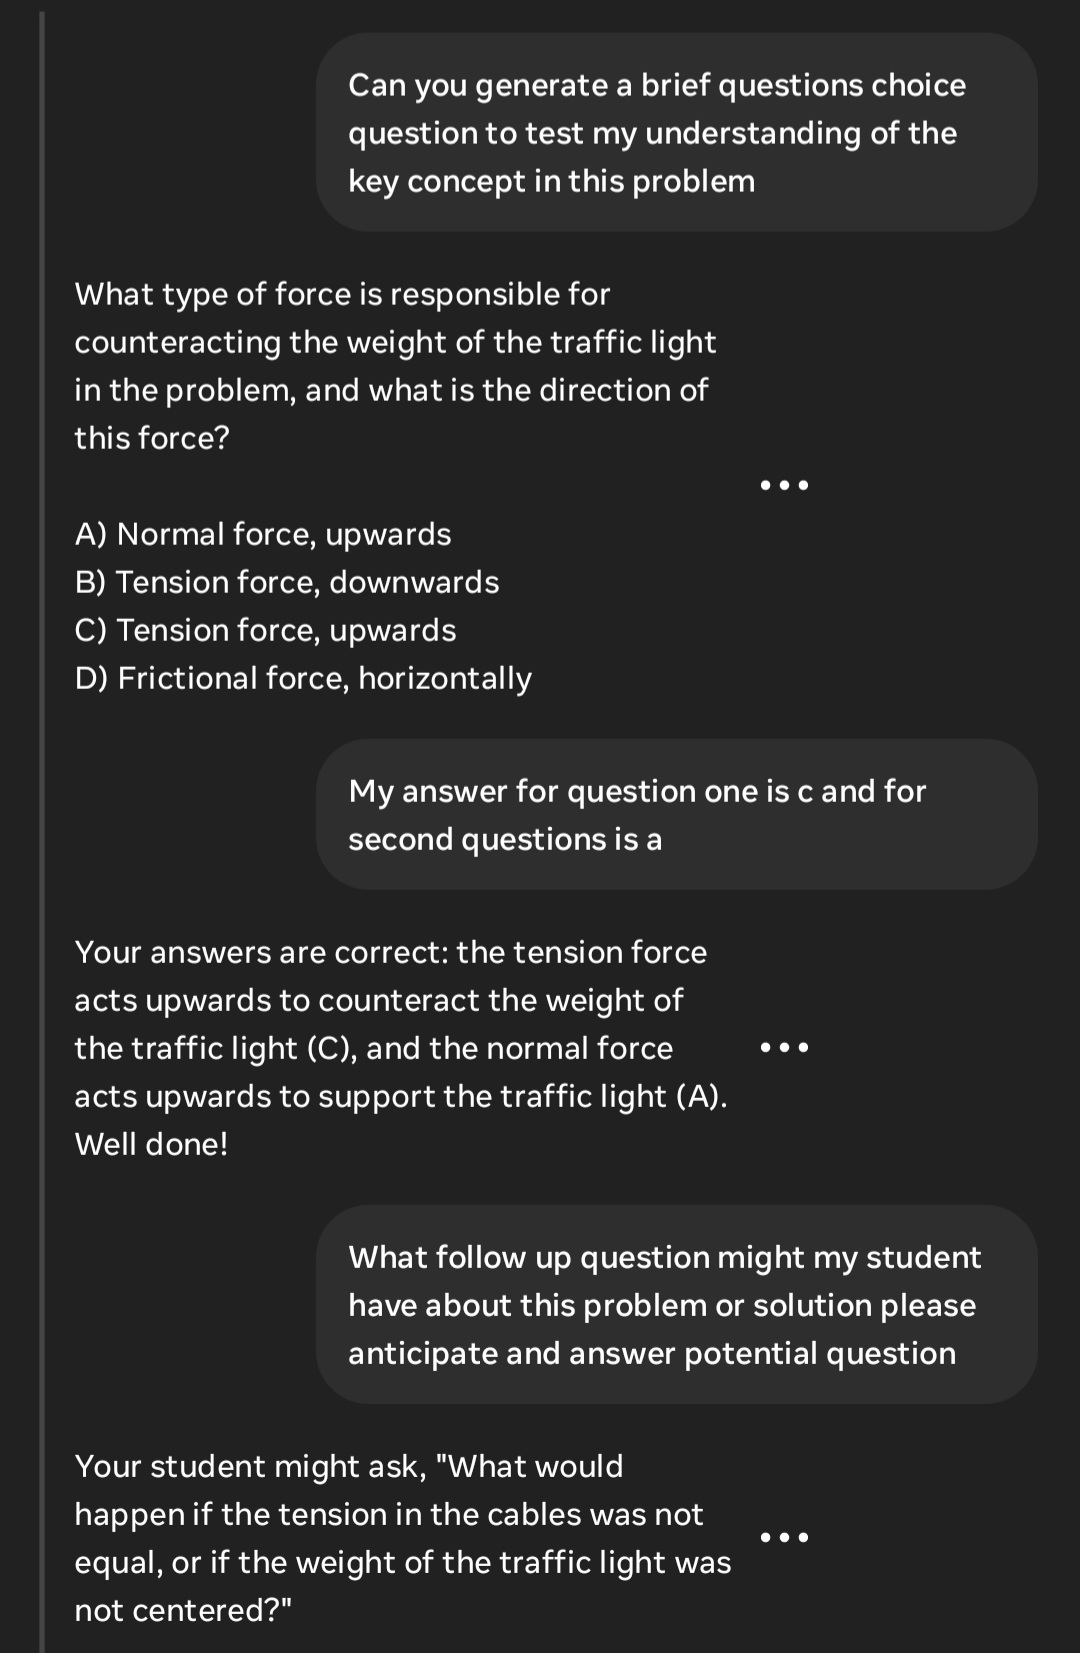 Can you generate a brief questions choice
question to test my understanding of the
key concept in this problem
What type of force is responsible for
counteracting the weight of the traffic light
in the problem, and what is the direction of
this force?
A) Normal force, upwards
B) Tension force, downwards
C) Tension force, upwards
D) Frictional force, horizontally
My answer for question one is c and for
second questions is a
Your answers are correct: the tension force
acts upwards to counteract the weight of
the traffic light (C), and the normal force
acts upwards to support the traffic light (A).
Well done!
What follow up question might my student
have about this problem or solution please
anticipate and answer potential question
Your student might ask, "What would
happen if the tension in the cables was not
equal, or if the weight of the traffic light was
not centered?"